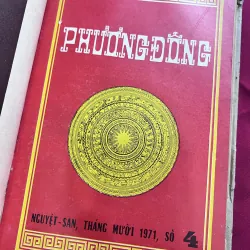 PHƯƠNG-ĐÔNG
NGUYỆT-SAN, THÁNG MƯỜI 1971, SỐ 4